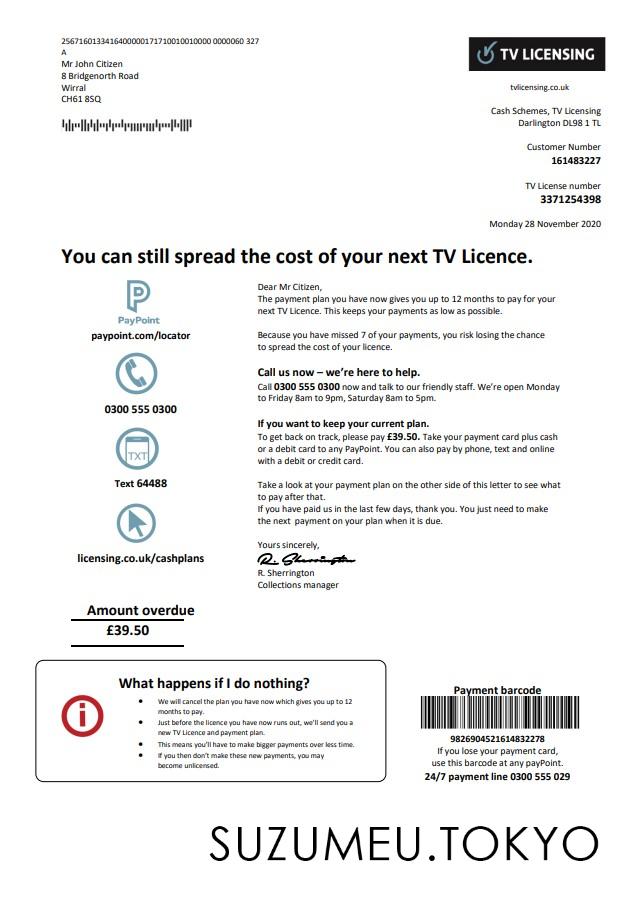 25671601334164000001717100100100000 0000060 327
A
Mr John Citizen
8 Bridgenorth Road
Wirral
CH61 8SQ
TV LICENSING
tvlicensing.co.uk
Cash Schemes, TV Licensing
Darlington DL98 1 TL
Customer Number
161483227
TV License number
3371254398
Monday 28 November 2020
You can still spread the cost of your next TV Licence.
PayPoint
paypoint.com/locator
0300 555 0300
TXT
Text 64488
licensing.co.uk/cashplans
Amount overdue
£39.50
Dear Mr Citizen,
The payment plan you have now gives you up to 12 months to pay for your
next TV Licence. This keeps your payments as low as possible.
Because you have missed 7 of your payments, you risk losing the chance
to spread the cost of your licence.
Call us now – we’re here to help.
Call 0300 555 0300 now and talk to our friendly staff. We’re open Monday
to Friday 8am to 9pm, Saturday 8am to 5pm.
If you want to keep your current plan.
To get back on track, please pay £39.50. Take your payment card plus cash
or a debit card to any PayPoint. You can also pay by phone, text and online
with a debit or credit card.
Take a look at your payment plan on the other side of this letter to see what
to pay after that.
If you have paid us in the last few days, thank you. You just need to make
the next payment on your plan when it is due.
Yours sincerely,
R. Sherrington
R. Sherrington
Collections manager
What happens if I do nothing?
• We will cancel the plan you have now which gives you up to 12
months to pay.
• Just before the licence you have now runs out, we’ll send you a
new TV Licence and payment plan.
• This means you’ll have to make bigger payments over less time.
• If you then don’t make these new payments, you may
become unlicensed.
Payment barcode
9826904521614832278
If you lose your payment card,
use this barcode at any payPoint.
24/7 payment line 0300 555 029
SUZUMEU.TOKYO